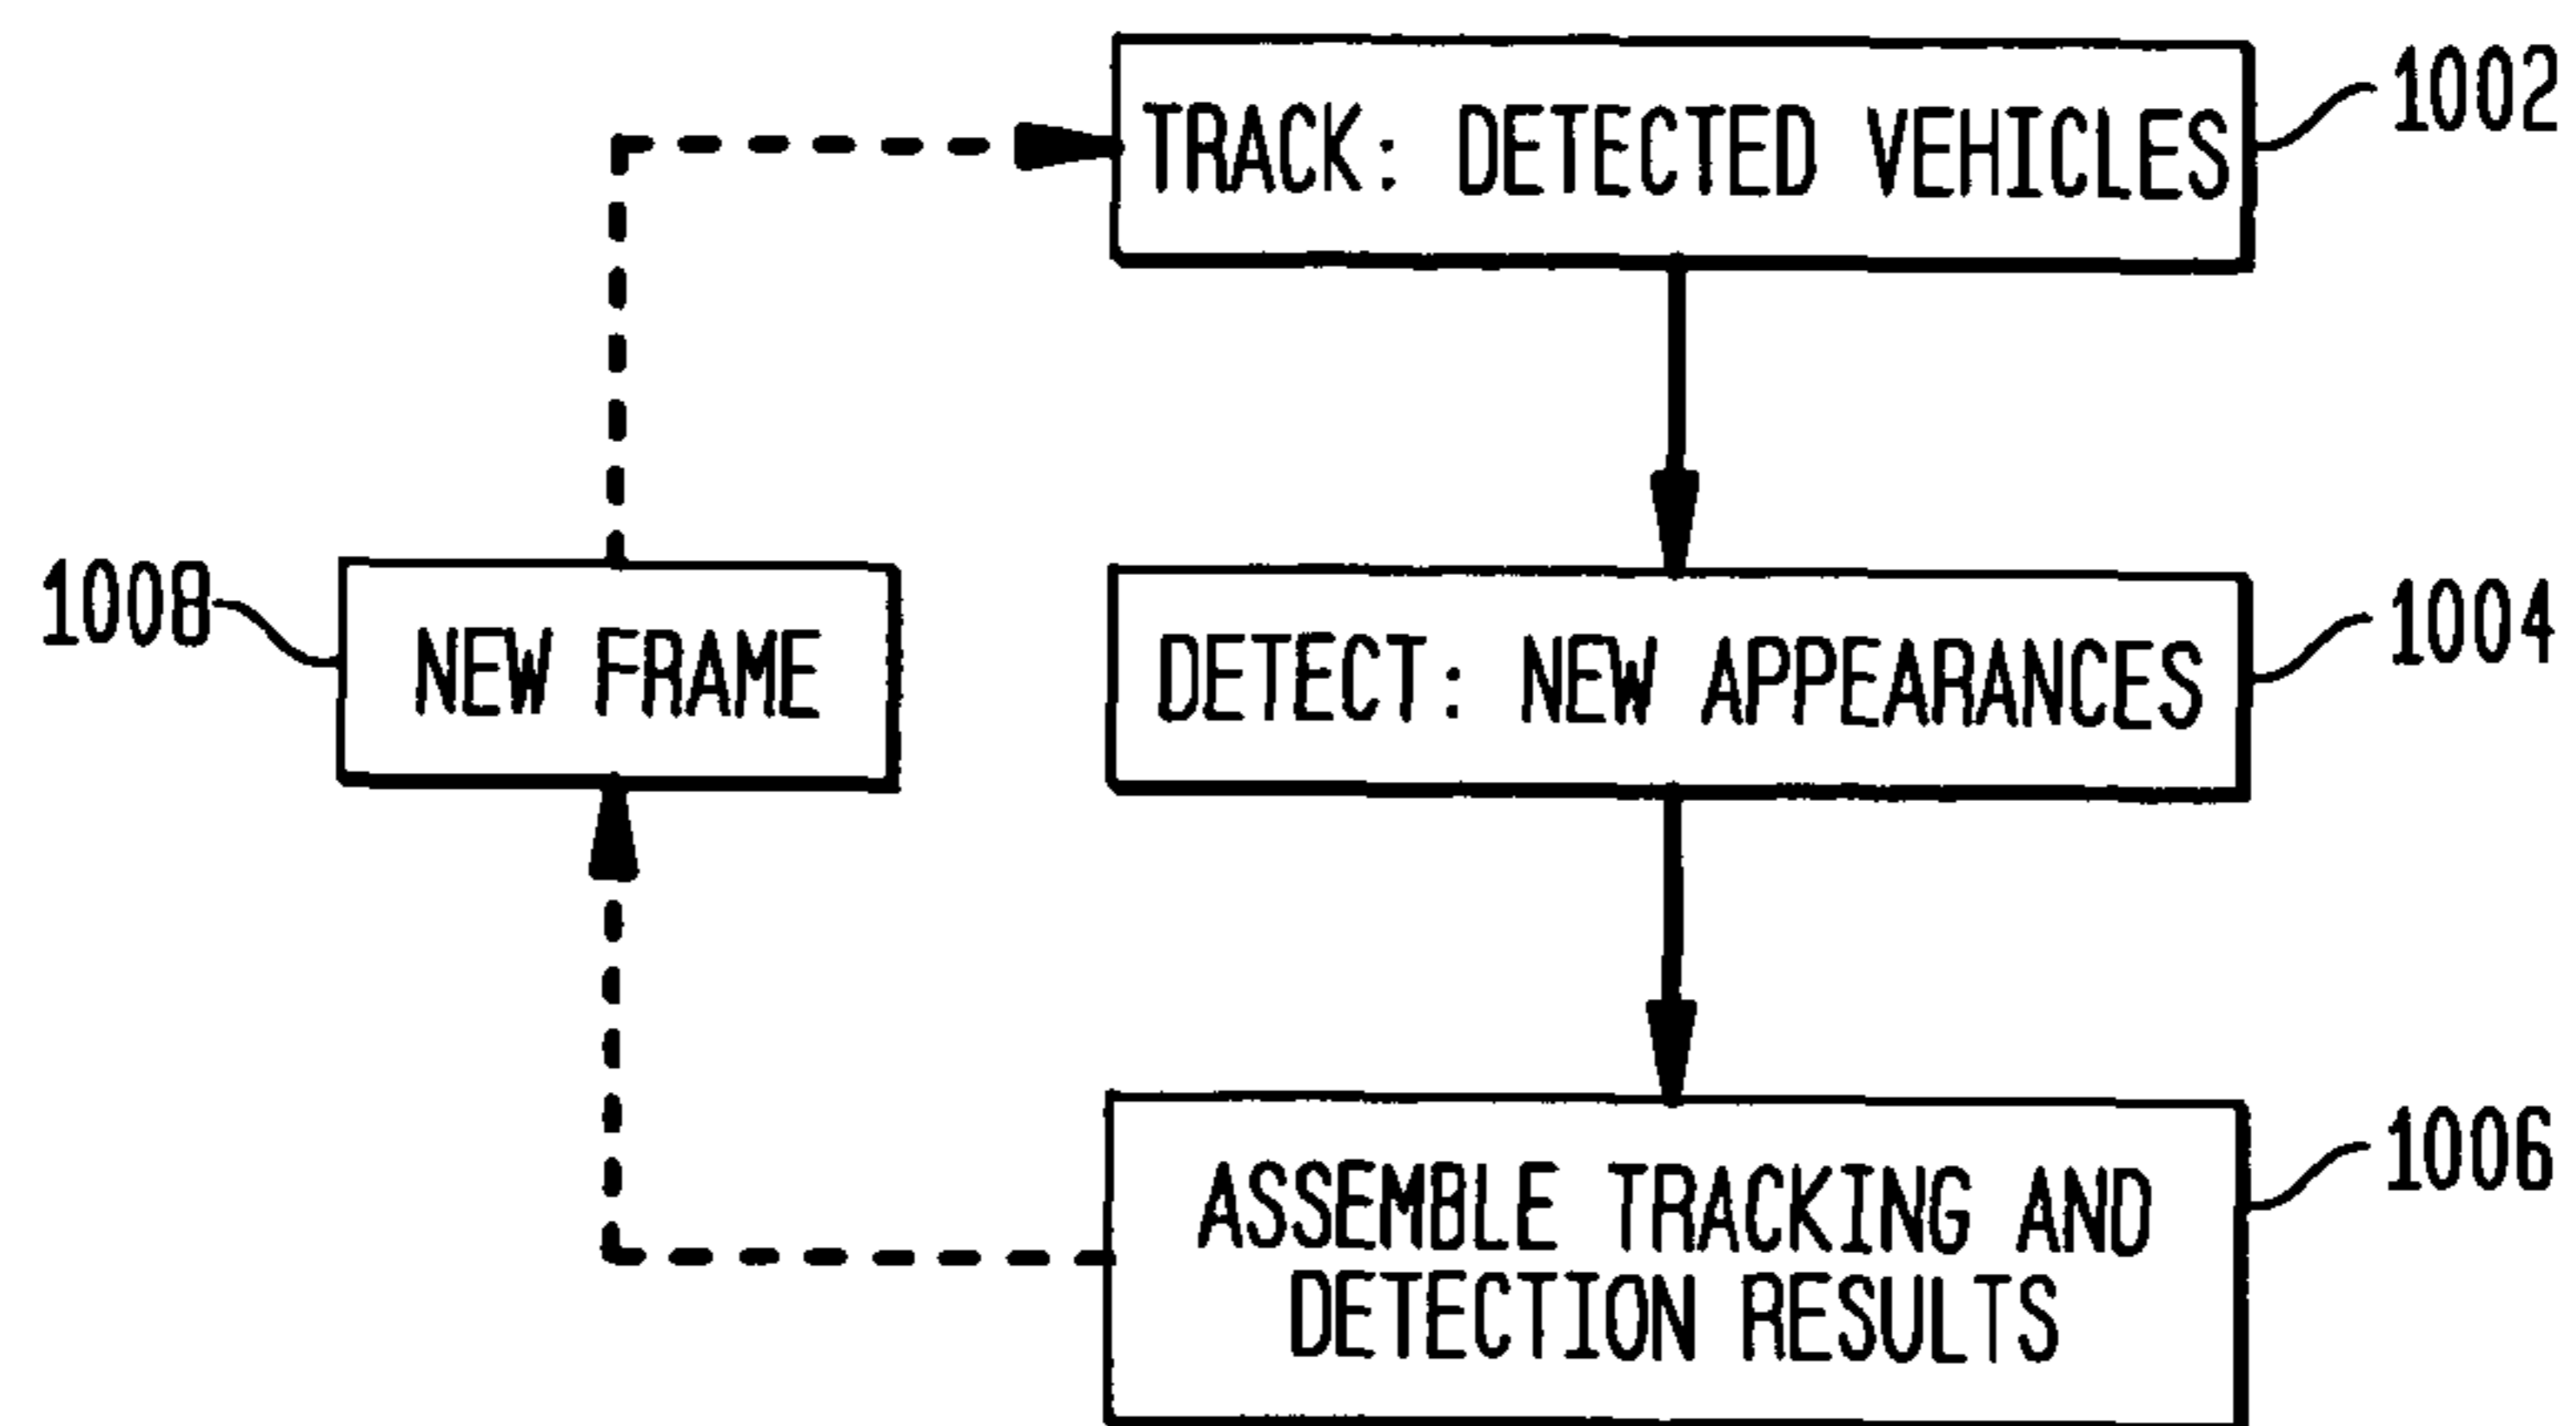 TRACK: DETECTED VEHICLES
1002
1008
NEW FRAME
DETECT: NEW APPEARANCES
1004
ASSEMBLE TRACKING AND
DETECTION RESULTS
1006